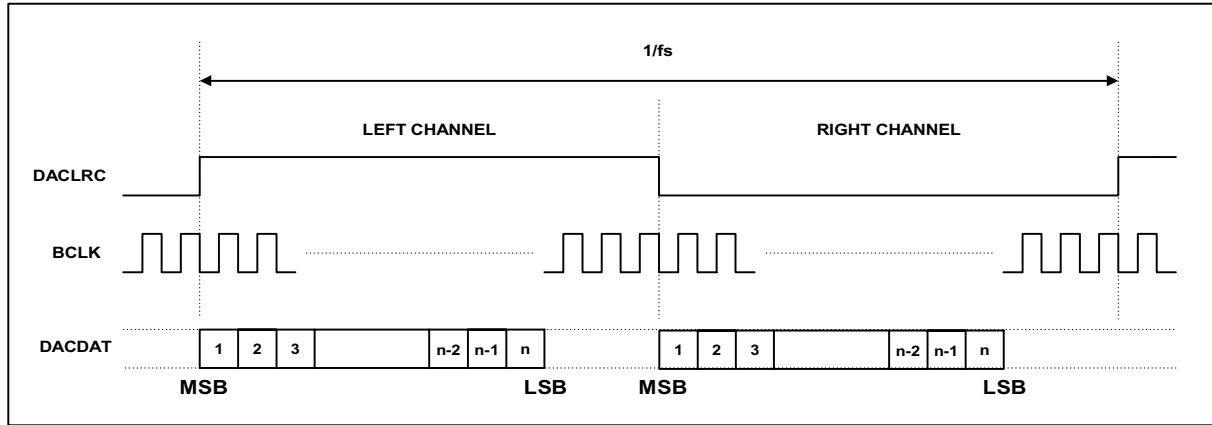 1/fs
LEFT CHANNEL RIGHT CHANNEL
DACLRC
BCLK
DACDAT 1 2 3 n-2 n-1 n 1 2 3 n-2 n-1 n
MSB LSB MSB LSB